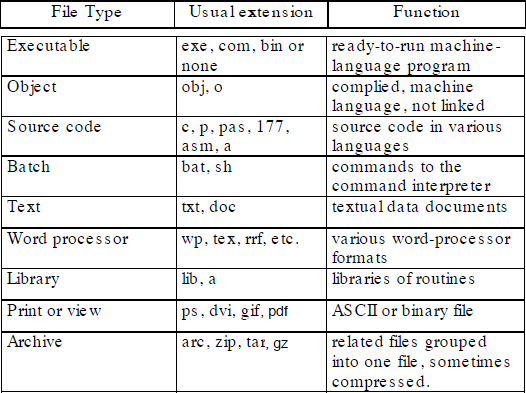 File Type Usual extension Function
Executable exe, com, bin or ready-to-run machine-
none language program
Object obj, o complied, machine
language, not linked
Source code c, p, pas, 177, source code in various
asm, a languages
Batch bat, sh commands to the
command interpreter
Text txt, doc textual data documents
Word processor wp, tex, rrf, etc. various word-processor
formats
Library lib, a libraries of routines
Print or view ps, dvi, gif, pdf ASCII or binary file
Archive arc, zip, tar, gz related files grouped
into one file, sometimes
compressed.